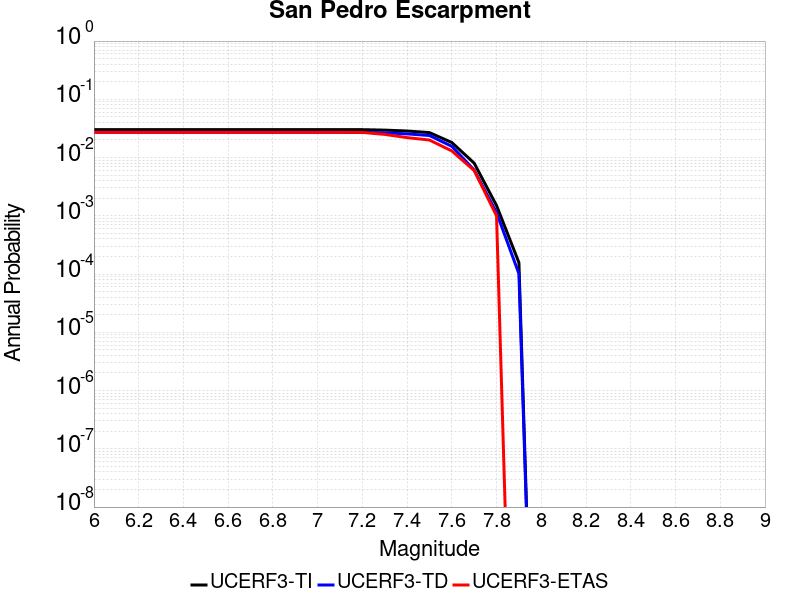 San Pedro Escarpment
10^0
10^-1
10^-2
10^-3
10^-4
10^-5
10^-6
10^-7
10^-8
Annual Probability
6 6.2 6.4 6.6 6.8 7 7.2 7.4 7.6 7.8 8 8.2 8.4 8.6 8.8 9
Magnitude
UCERF3-TI UCERF3-TD UCERF3-ETAS